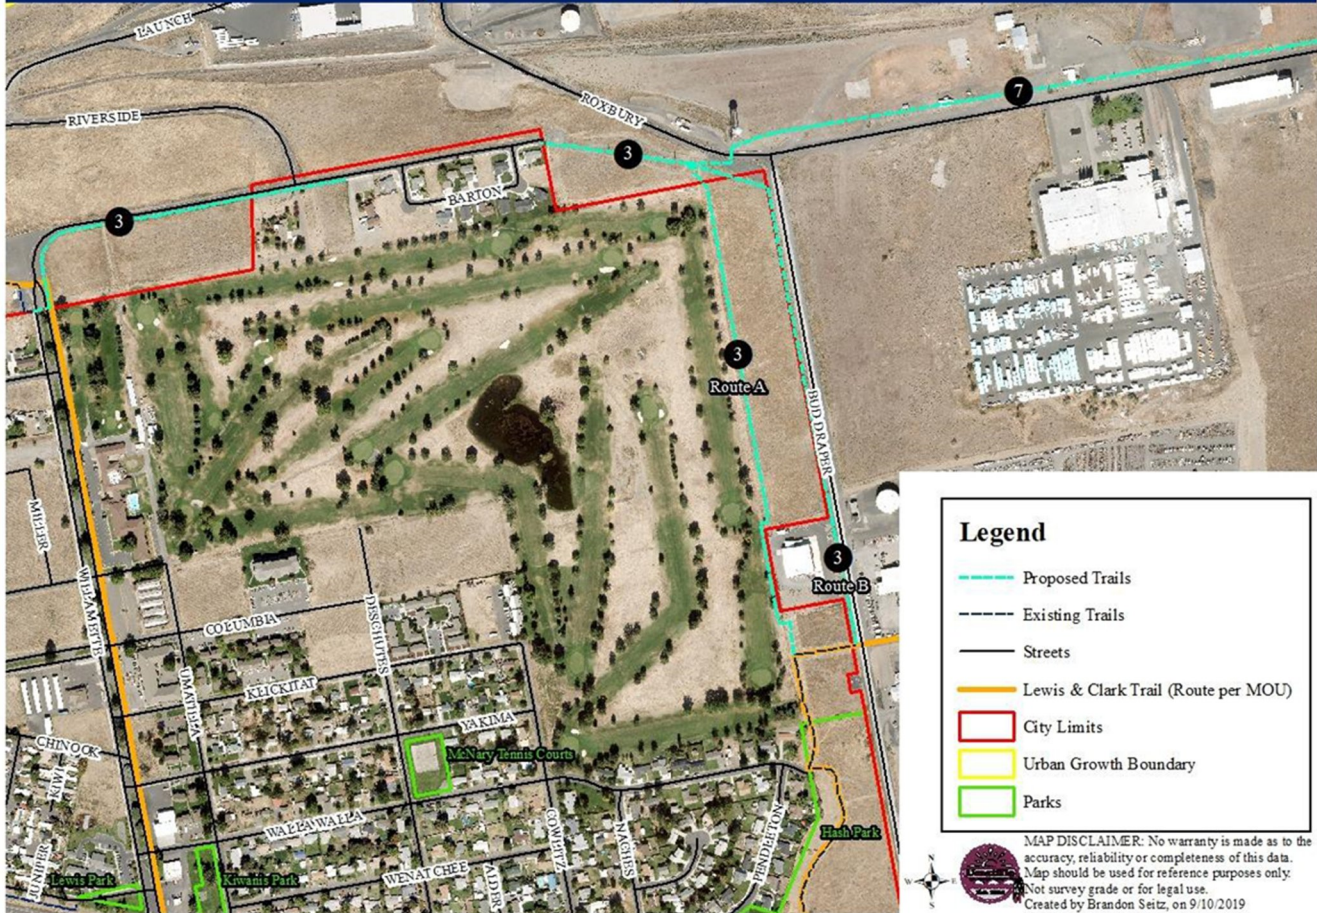 LAUNCH
RIVERSIDE
ROXBURY
7
3
BARTON
3
3
Route A
BUD DRAPER
3
Route B
MILLER
WILLAMETTE
COLUMBIA
DESCHUTES
UMATILLA
KLICKITAT
YAKIMA
CHINOOK
KIWI
McNary Tennis Courts
WALLA WALLA
COWLITZ
NACHES
PENDLETON
Hash Park
JUNIPER
Lewis Park
Kiwanis Park
WENATCHEE
ALDER
Legend
Proposed Trails
Existing Trails
Streets
Lewis & Clark Trail (Route per MOU)
City Limits
Urban Growth Boundary
Parks
N
W E
S
MAP DISCLAIMER: No warranty is made as to the
accuracy, reliability or completeness of this data.
Map should be used for reference purposes only.
Not survey grade or for legal use.
Created by Brandon Seitz, on 9/10/2019